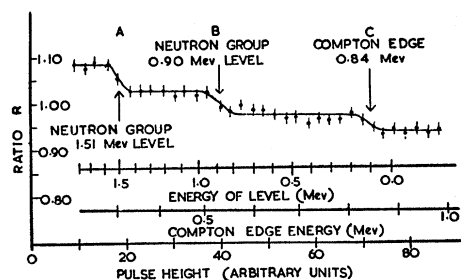 A B C
NEUTRON GROUP
0.90 Mev LEVEL
COMPTON EDGE
0.84 Mev
1.10
1.00
0.90
0.80
0
RATIO R
NEUTRON GROUP
1.51 Mev LEVEL
1.5 1.0 0.5 0.0
ENERGY OF LEVEL (Mev)
0.5 1.0
COMPTON EDGE ENERGY (Mev)
0 20 40 60 80
PULSE HEIGHT (ARBITRARY UNITS)